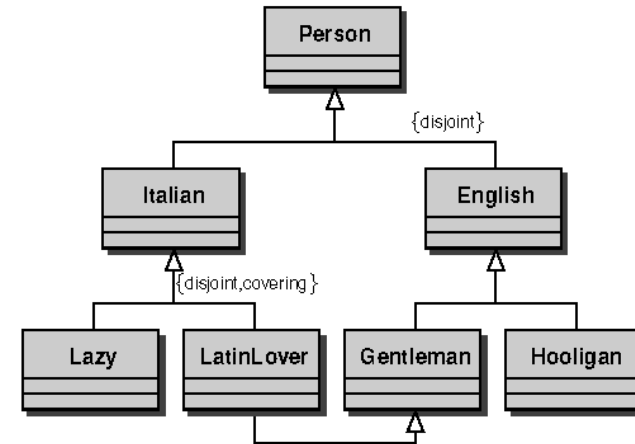 Person
{disjoint}
Italian
English
{disjoint,covering}
Lazy
LatinLover
Gentleman
Hooligan